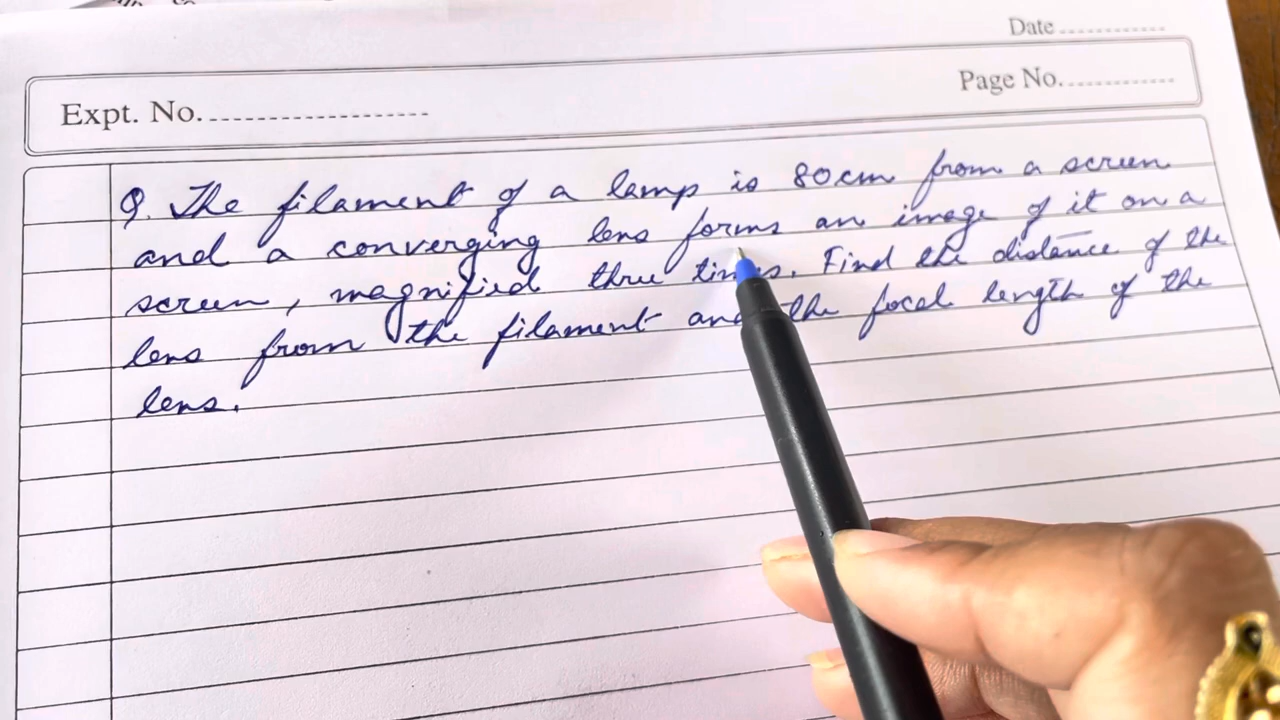 Date ............
Page No. ............
Expt. No. ....................
Q. The filament of a lamp is 80cm from a screen
and a converging lens forms an image of it on a
screen, magnified three times. Find the distance of the
lens from the filament and the focal length of the
lens.